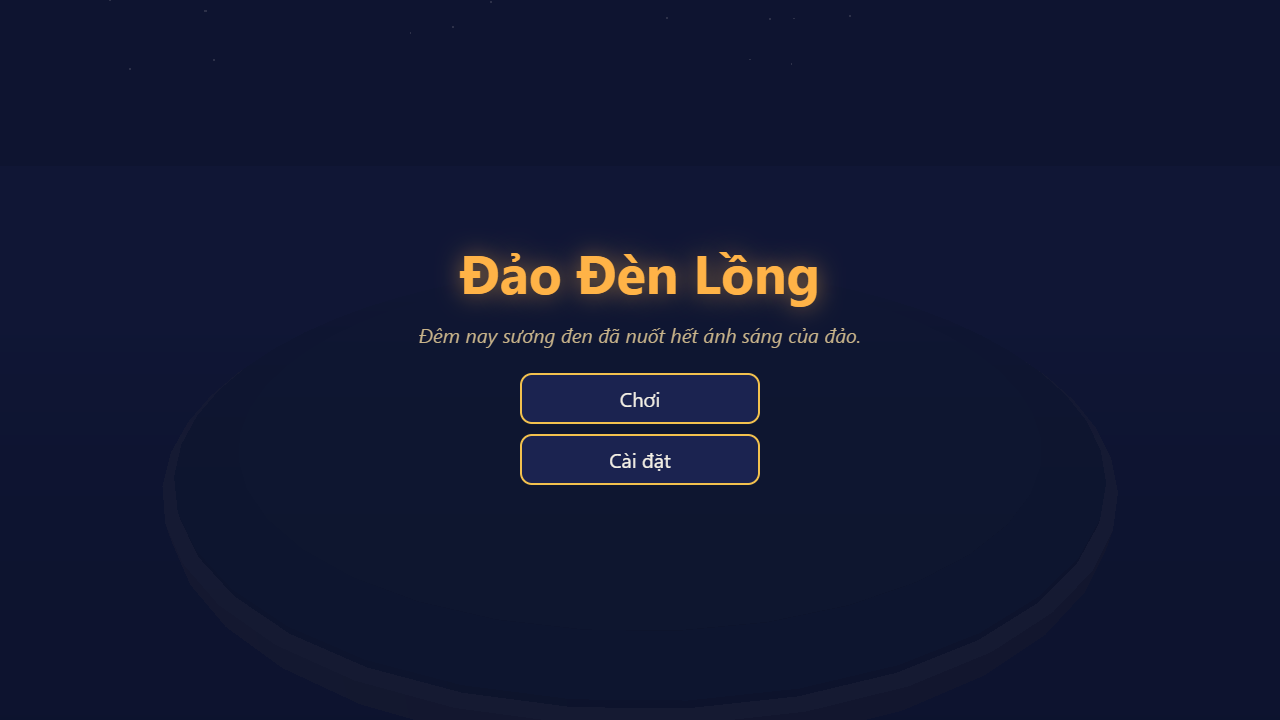 Đảo Đèn Lồng
Đêm nay sương đen đã nuốt hết ánh sáng của đảo.
Chơi
Cài đặt